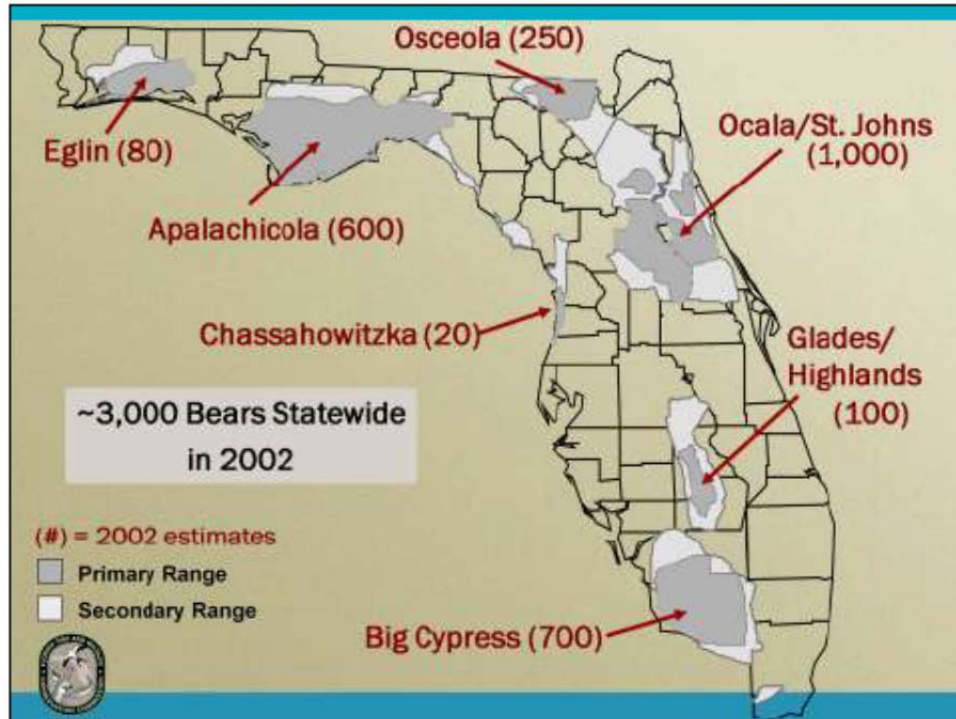 Osceola (250)
Eglin (80)
Ocala/St. Johns
(1,000)
Apalachicola (600)
Chassahowitzka (20)
Glades/
Highlands
(100)
~3,000 Bears Statewide
in 2002
(#) = 2002 estimates
Primary Range
Secondary Range
Big Cypress (700)